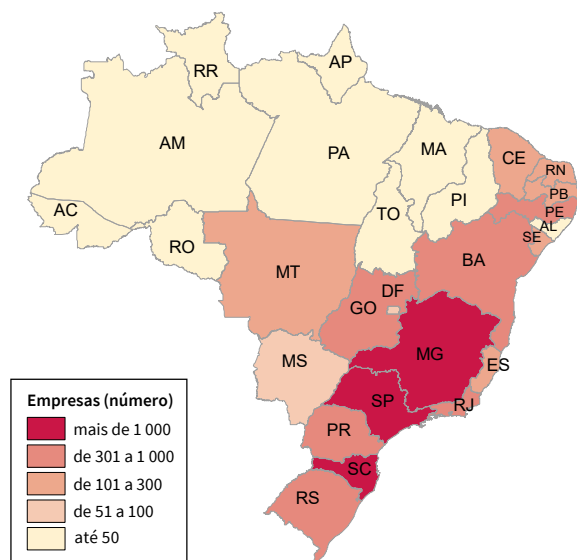 AP
RR
AM
PA
MA
CE
RN
PB
PE
PI
AL
SE
AC
TO
RO
BA
MT
DF
GO
MG
MS
ES
SP
RJ
PR
SC
RS
Empresas (número)
mais de 1 000
de 301 a 1 000
de 101 a 300
de 51 a 100
até 50